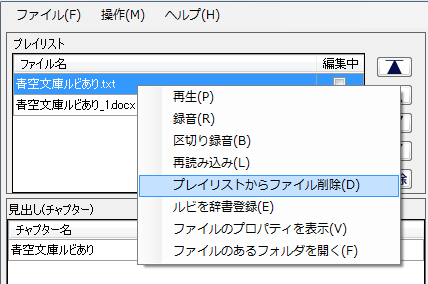 ファイル(F) 操作(M) ヘルプ(H)
プレイリスト
ファイル名 編集中
青空文庫ルビあり.txt
青空文庫ルビあり_1.docx
再生(P)
録音(R)
区切り録音(B)
再読み込み(L)
プレイリストからファイル削除(D)
ルビを辞書登録(E)
ファイルのプロパティを表示(V)
ファイルのあるフォルダを開く(F)
見出し(チャプター)
チャプター名
青空文庫ルビあり